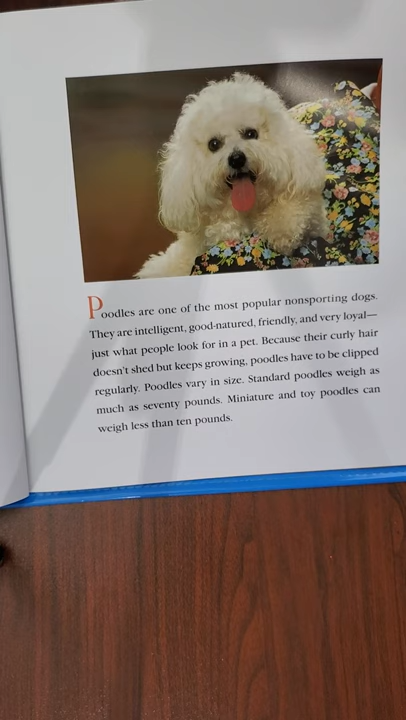 Poodles are one of the most popular nonsporting dogs.
They are intelligent, good-natured, friendly, and very loyal—
just what people look for in a pet. Because their curly hair
doesn't shed but keeps growing, poodles have to be clipped
regularly. Poodles vary in size. Standard poodles weigh as
much as seventy pounds. Miniature and toy poodles can
weigh less than ten pounds.